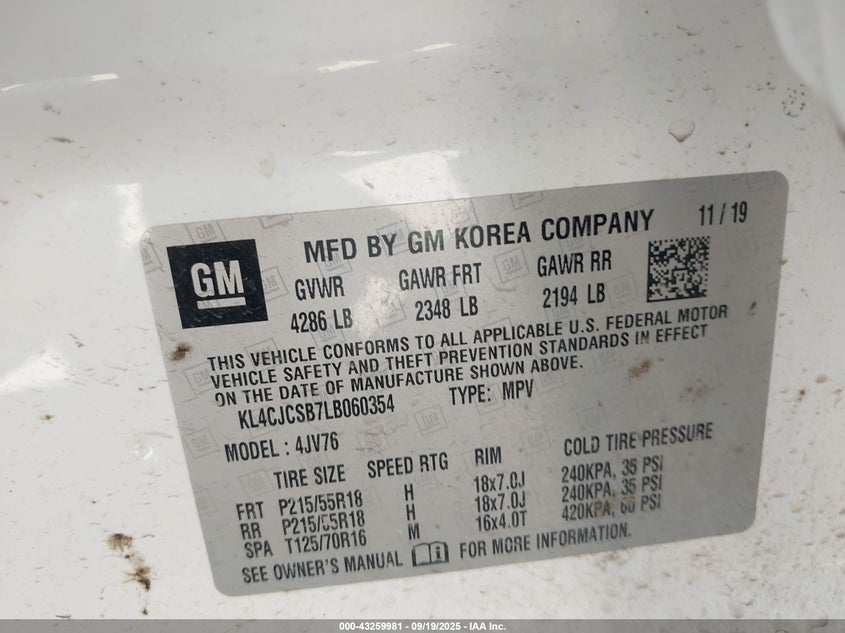 GM
MFD BY GM KOREA COMPANY 11/19
GVWR GAWR FRT GAWR RR
4286 LB 2348 LB 2194 LB
THIS VEHICLE CONFORMS TO ALL APPLICABLE U.S. FEDERAL MOTOR
VEHICLE SAFETY AND THEFT PREVENTION STANDARDS IN EFFECT
ON THE DATE OF MANUFACTURE SHOWN ABOVE.
KL4CJCSB7LB060354 TYPE: MPV
MODEL: 4JV76
TIRE SIZE SPEED RTG RIM COLD TIRE PRESSURE
FRT P215/55R18 H 18x7.0J 240KPA, 35 PSI
RR P215/55R18 H 18x7.0J 240KPA, 35 PSI
SPA T125/70R16 M 16x4.0T 420KPA, 60 PSI
SEE OWNER'S MANUAL FOR MORE INFORMATION.
000-43259981 - 09/19/2025 - IAA Inc.